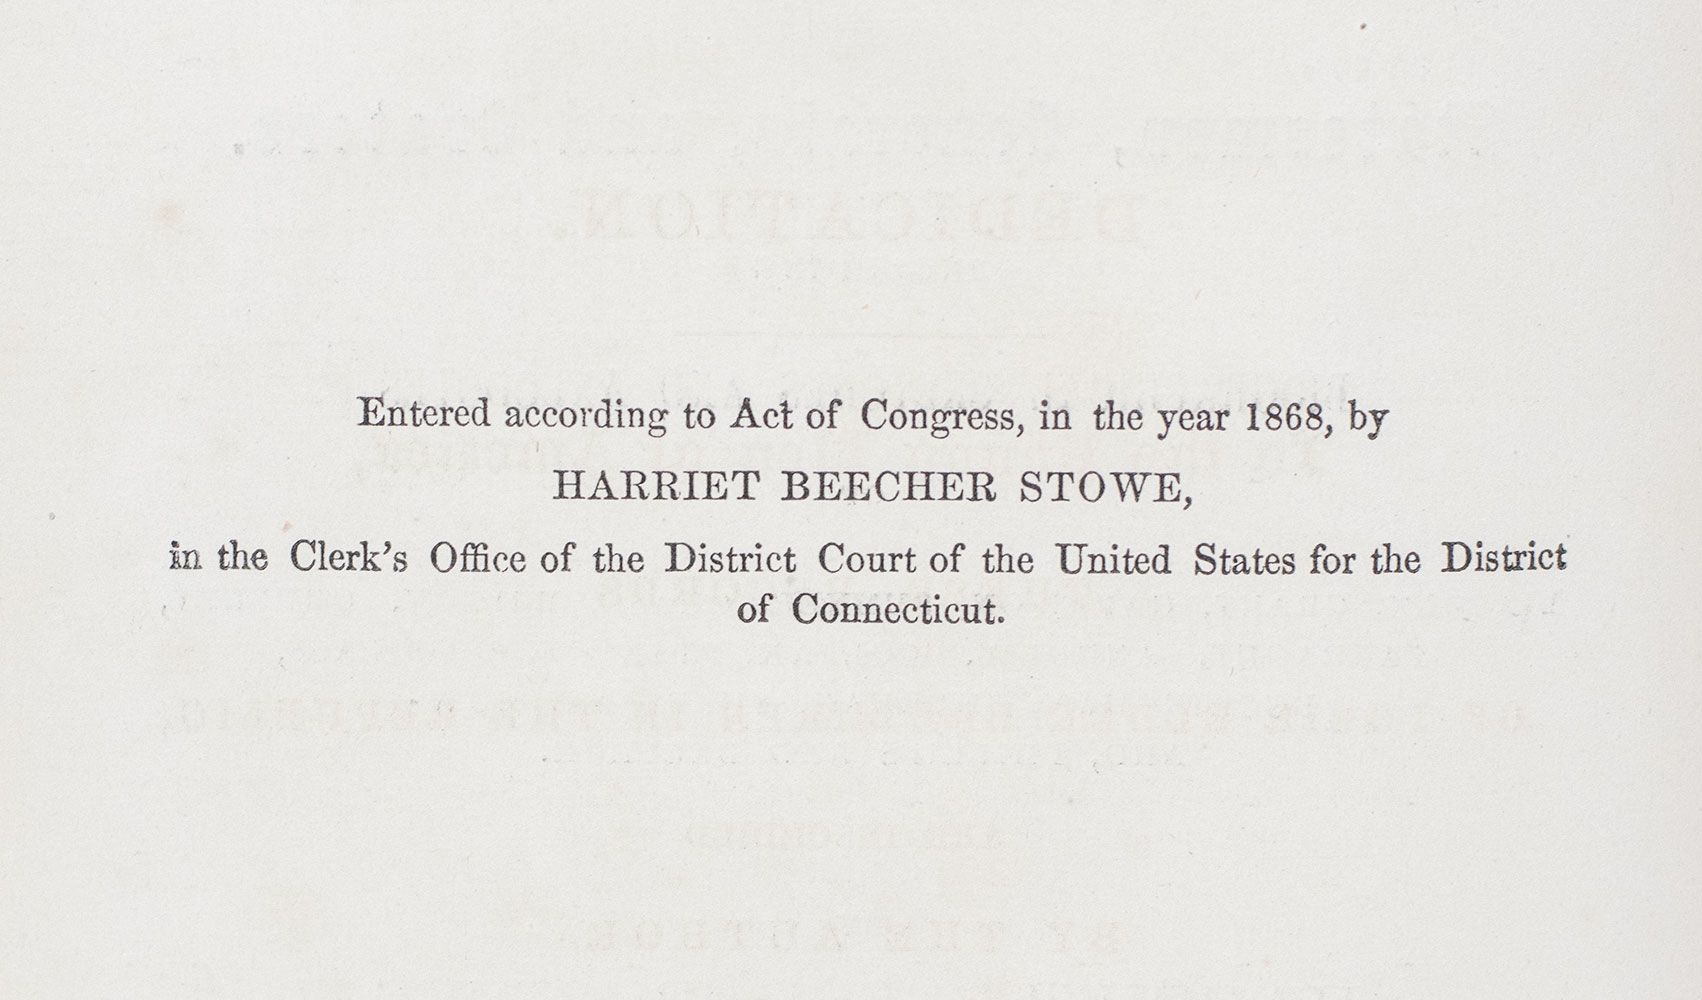 Entered according to Act of Congress, in the year 1868, by
HARRIET BEECHER STOWE,
in the Clerk's Office of the District Court of the United States for the District
of Connecticut.